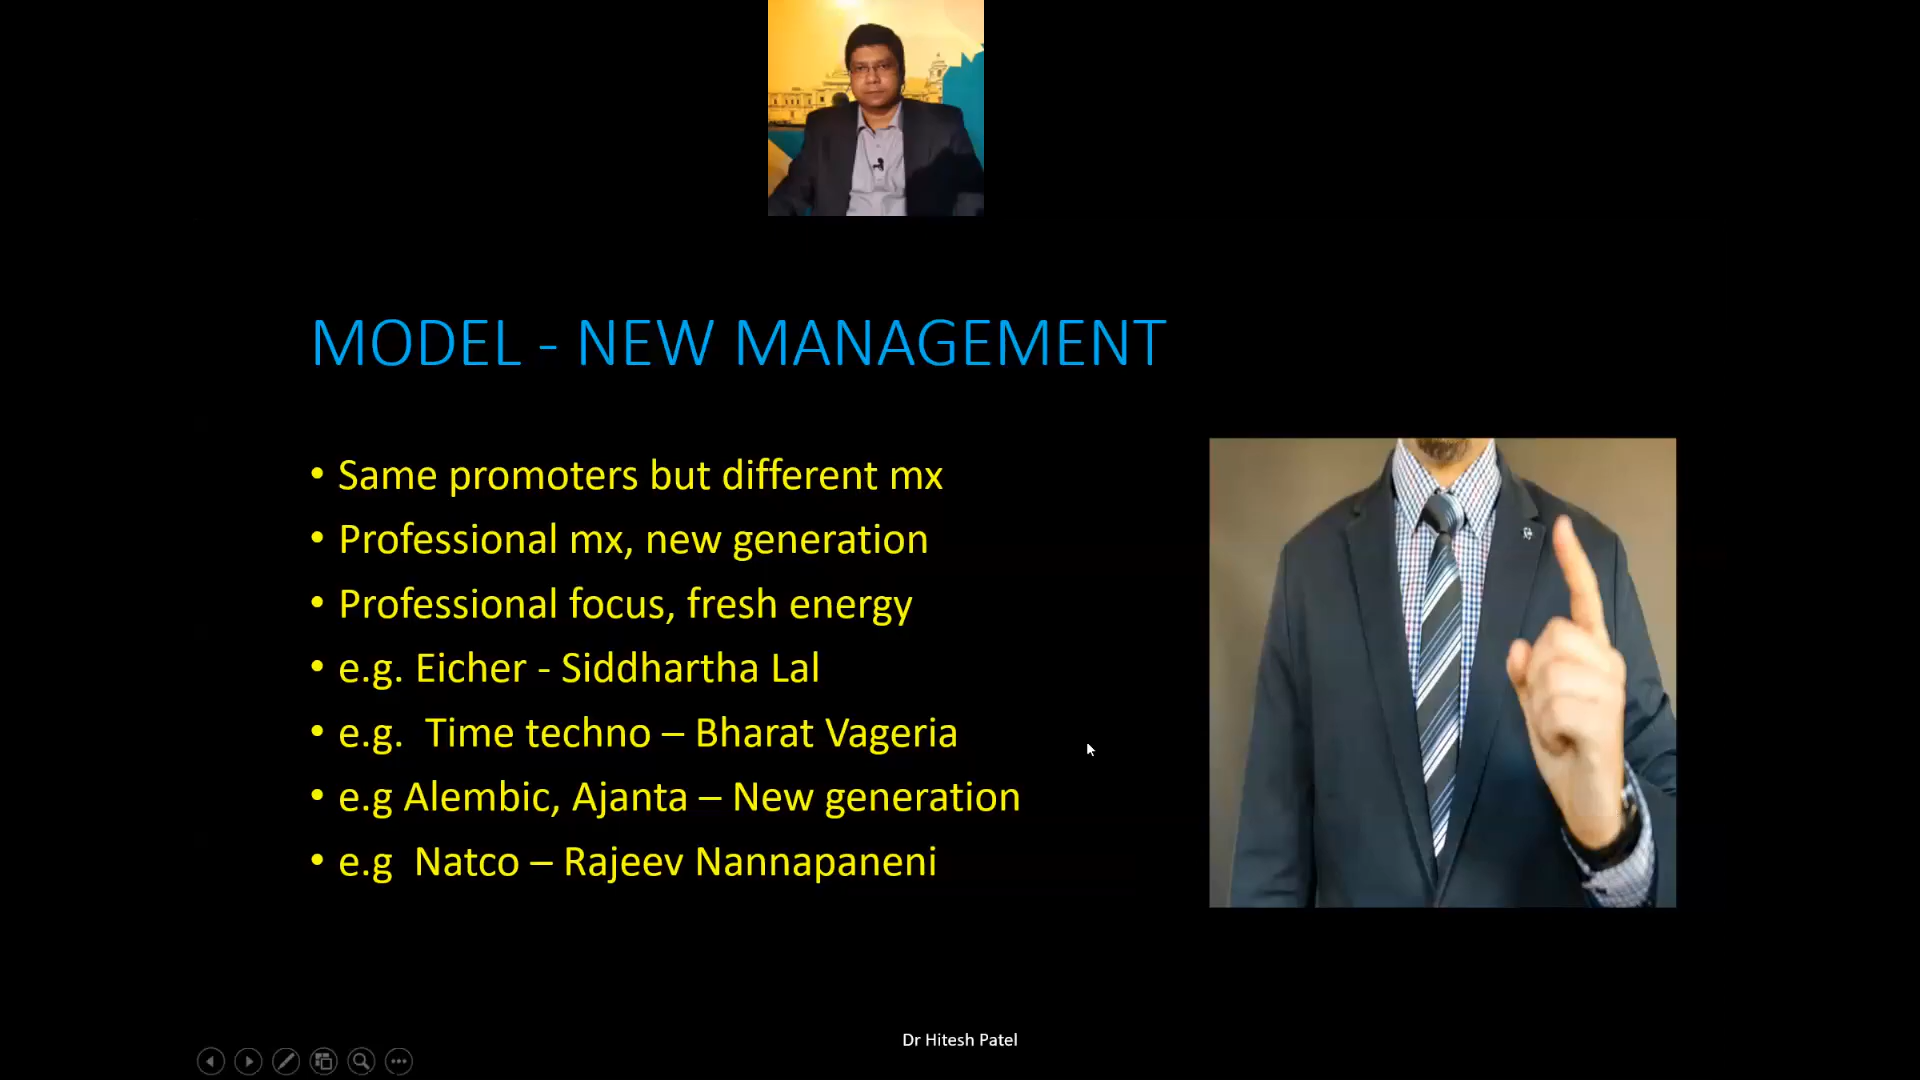 MODEL - NEW MANAGEMENT
• Same promoters but different mx
• Professional mx, new generation
• Professional focus, fresh energy
• e.g. Eicher - Siddhartha Lal
• e.g.  Time techno – Bharat Vageria
• e.g Alembic, Ajanta – New generation
• e.g  Natco – Rajeev Nannapaneni
Dr Hitesh Patel